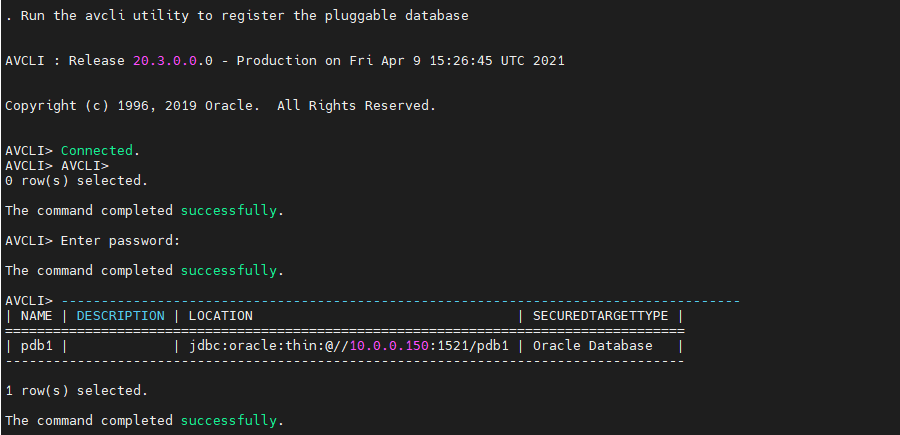 . Run the avcli utility to register the pluggable database
AVCLI : Release 20.3.0.0.0 - Production on Fri Apr 9 15:26:45 UTC 2021
Copyright (c) 1996, 2019 Oracle.  All Rights Reserved.
AVCLI> Connected.
AVCLI> AVCLI>
0 row(s) selected.
The command completed successfully.
AVCLI> Enter password:
The command completed successfully.
AVCLI> -------------------------------------------------------------------------------------
| NAME | DESCRIPTION | LOCATION                                 | SECUREDTARGETTYPE |
=====================================================================================
| pdb1 |             | jdbc:oracle:thin:@//10.0.0.150:1521/pdb1 | Oracle Database   |
-------------------------------------------------------------------------------------
1 row(s) selected.
The command completed successfully.